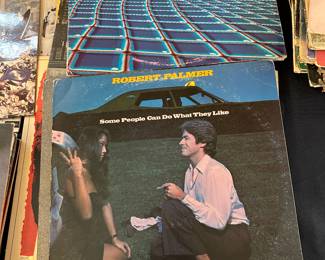 ROBERT PALMER
Some People Can Do What They Like